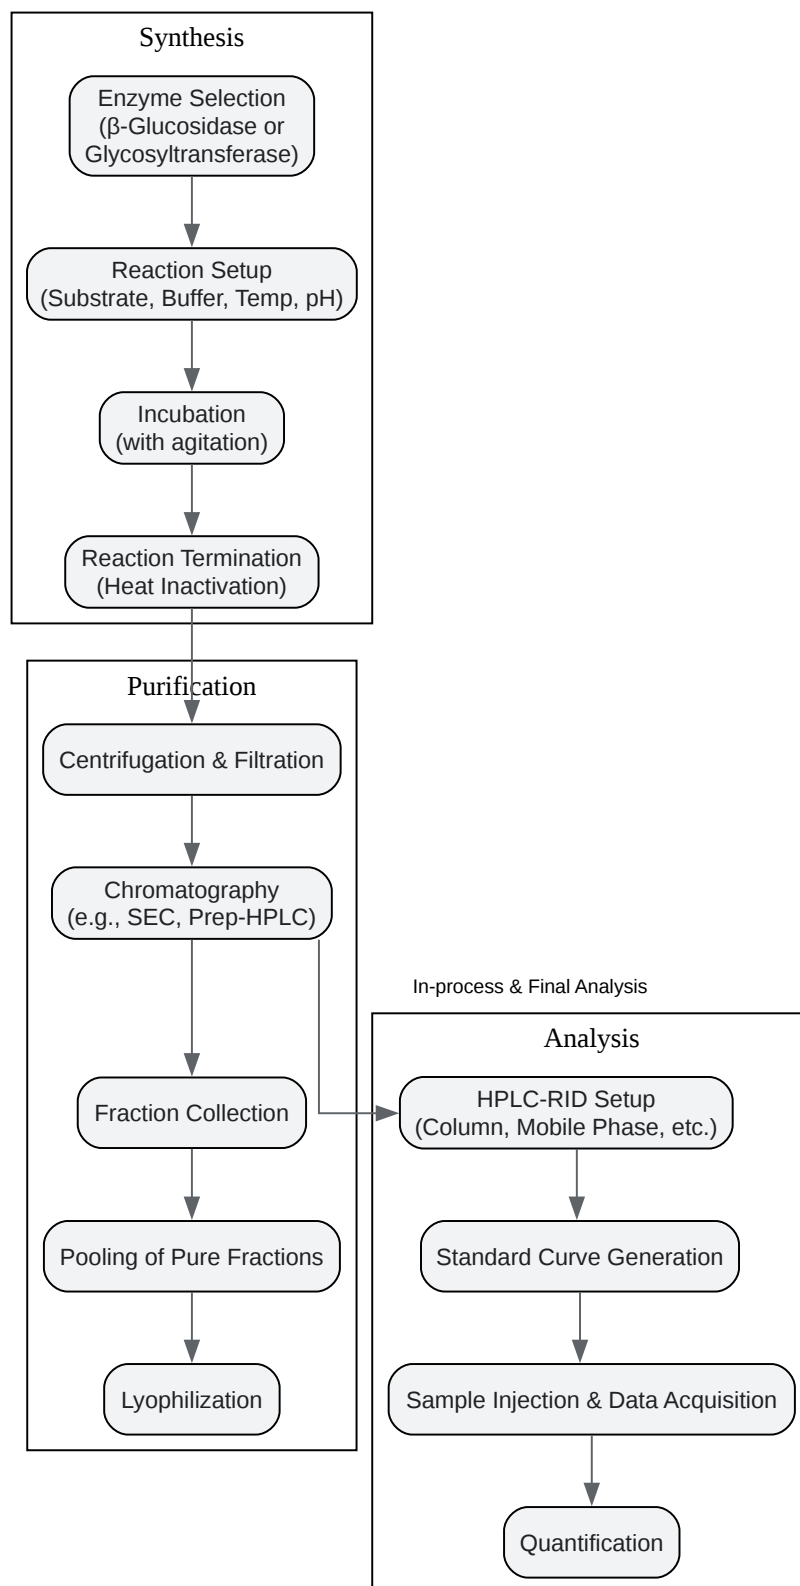 Synthesis
Enzyme Selection
(β-Glucosidase or
Glycosyltransferase)
Reaction Setup
(Substrate, Buffer, Temp, pH)
Incubation
(with agitation)
Reaction Termination
(Heat Inactivation)
Purification
Centrifugation & Filtration
Chromatography
(e.g., SEC, Prep-HPLC)
Fraction Collection
Pooling of Pure Fractions
Lyophilization
In-process & Final Analysis
Analysis
HPLC-RID Setup
(Column, Mobile Phase, etc.)
Standard Curve Generation
Sample Injection & Data Acquisition
Quantification